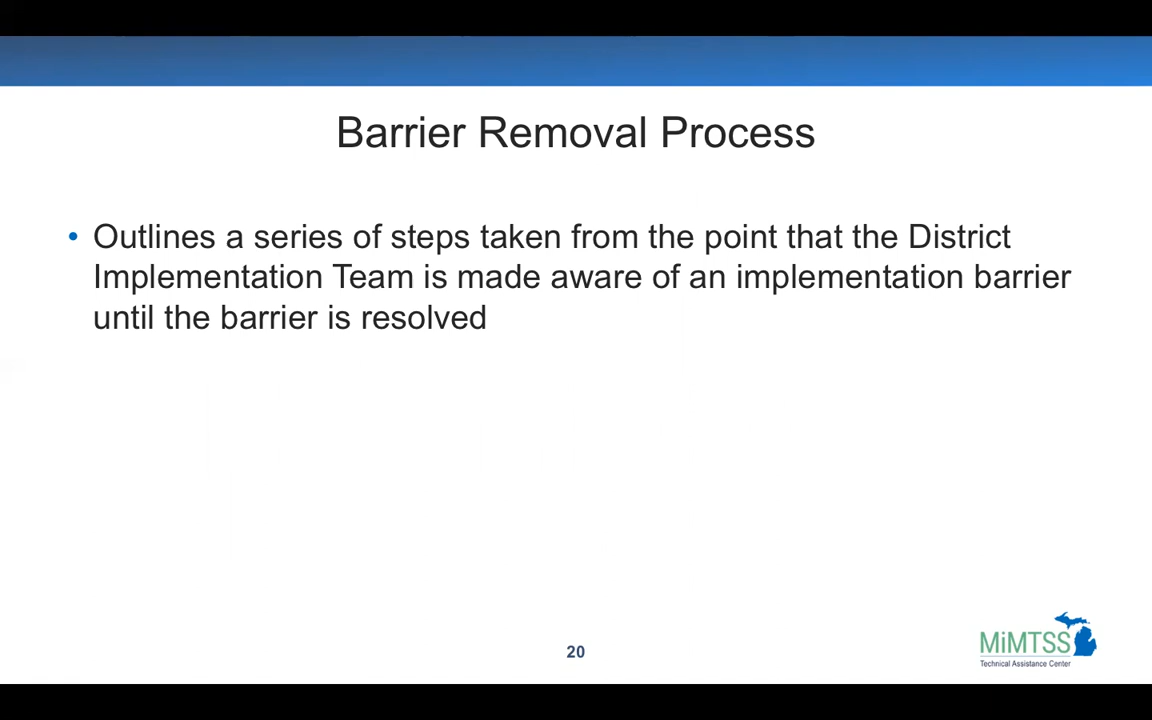 Barrier Removal Process
• Outlines a series of steps taken from the point that the District
Implementation Team is made aware of an implementation barrier
until the barrier is resolved
20
MiMTSS
Technical Assistance Center